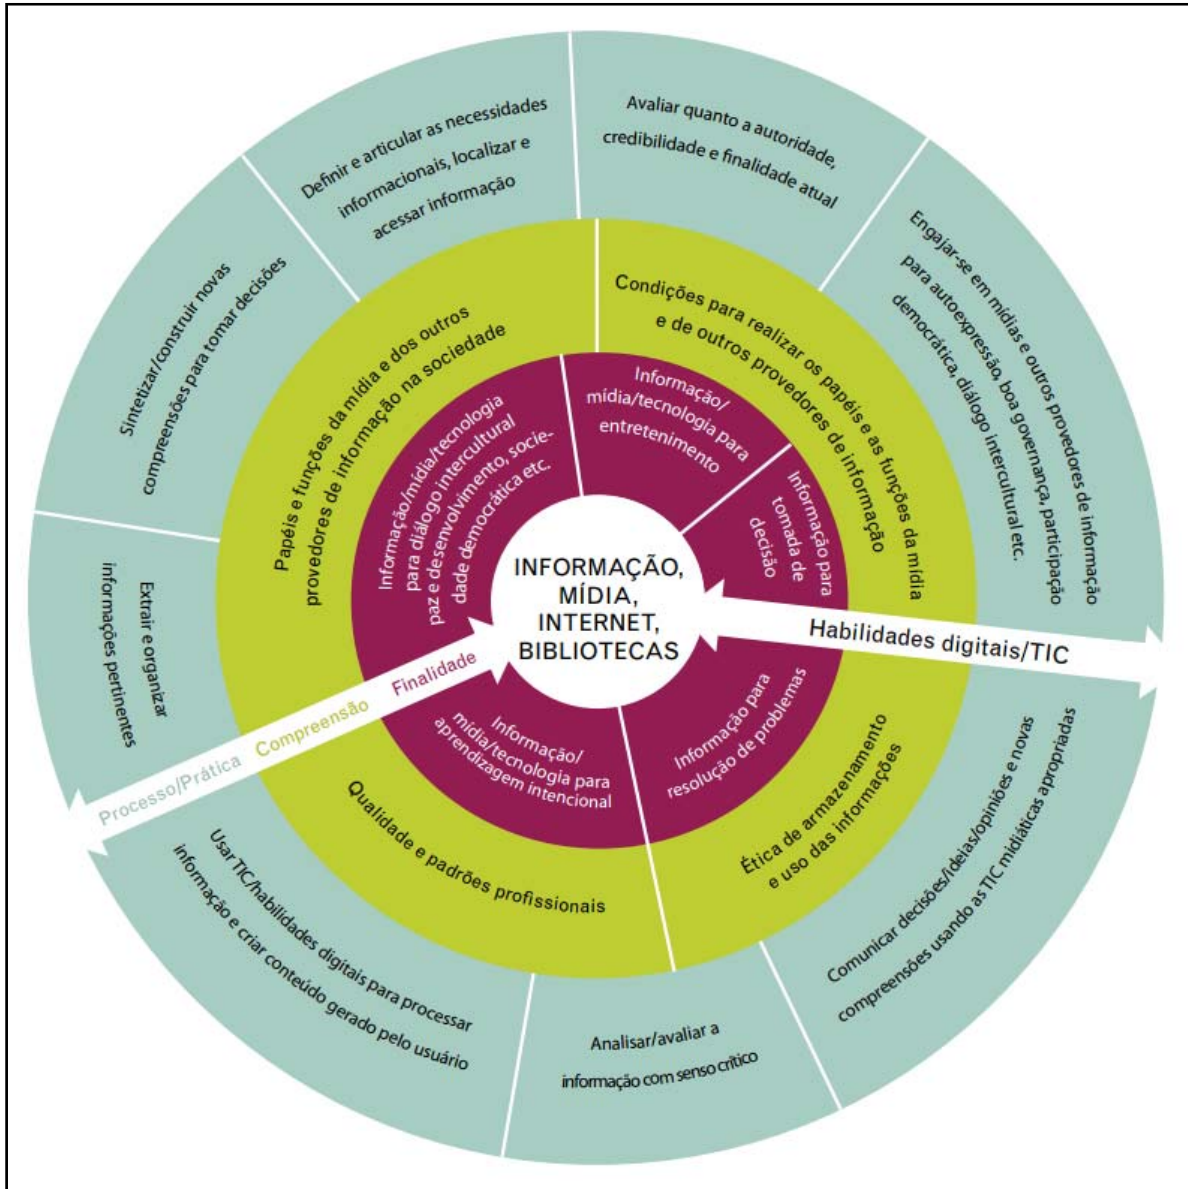 Definir e articular as necessidades
informacionais, localizar e
acessar informação
Avaliar quanto a autoridade,
credibilidade e finalidade atual
Engajar-se em mídias e outros provedores de informação
para autoexpressão, boa governança, participação
democrática, diálogo intercultural etc.
Comunicar decisões/ideias/opiniões e novas
compreensões usando as TIC midiáticas apropriadas
Analisar/avaliar a
informação com senso crítico
Usar TIC/habilidades digitais para processar
informação e criar conteúdo gerado pelo usuário
Extrair e organizar
informações pertinentes
Sintetizar/construir novas
compreensões para tomar decisões
Papéis e funções da mídia e dos outros
provedores de informação na sociedade
Condições para realizar os papéis e as funções da mídia
e de outros provedores de informação
Ética de armazenamento
e uso das informações
Qualidade e padrões profissionais
Informação/mídia/tecnologia
para diálogo intercultural
paz e desenvolvimento, socie-
dade democrática etc.
Informação/
mídia/tecnologia para
entretenimento
Informação para
tomada de
decisão
Informação para
resolução de problemas
Informação/
mídia/tecnologia para
aprendizagem intencional
INFORMAÇÃO,
MÍDIA,
INTERNET,
BIBLIOTECAS
Habilidades digitais/TIC
Processo/Prática Compreensão Finalidade